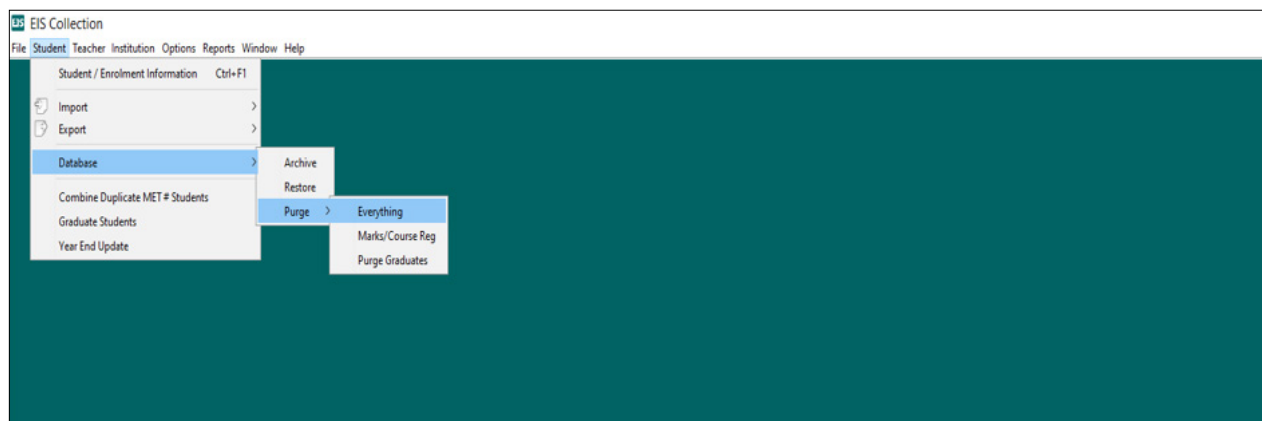 EIS EIS Collection
File Student Teacher Institution Options Reports Window Help
Student / Enrolment Information Ctrl+F1
Import
Export
Database
Combine Duplicate MET # Students
Graduate Students
Year End Update
Archive
Restore
Purge
Everything
Marks/Course Reg
Purge Graduates